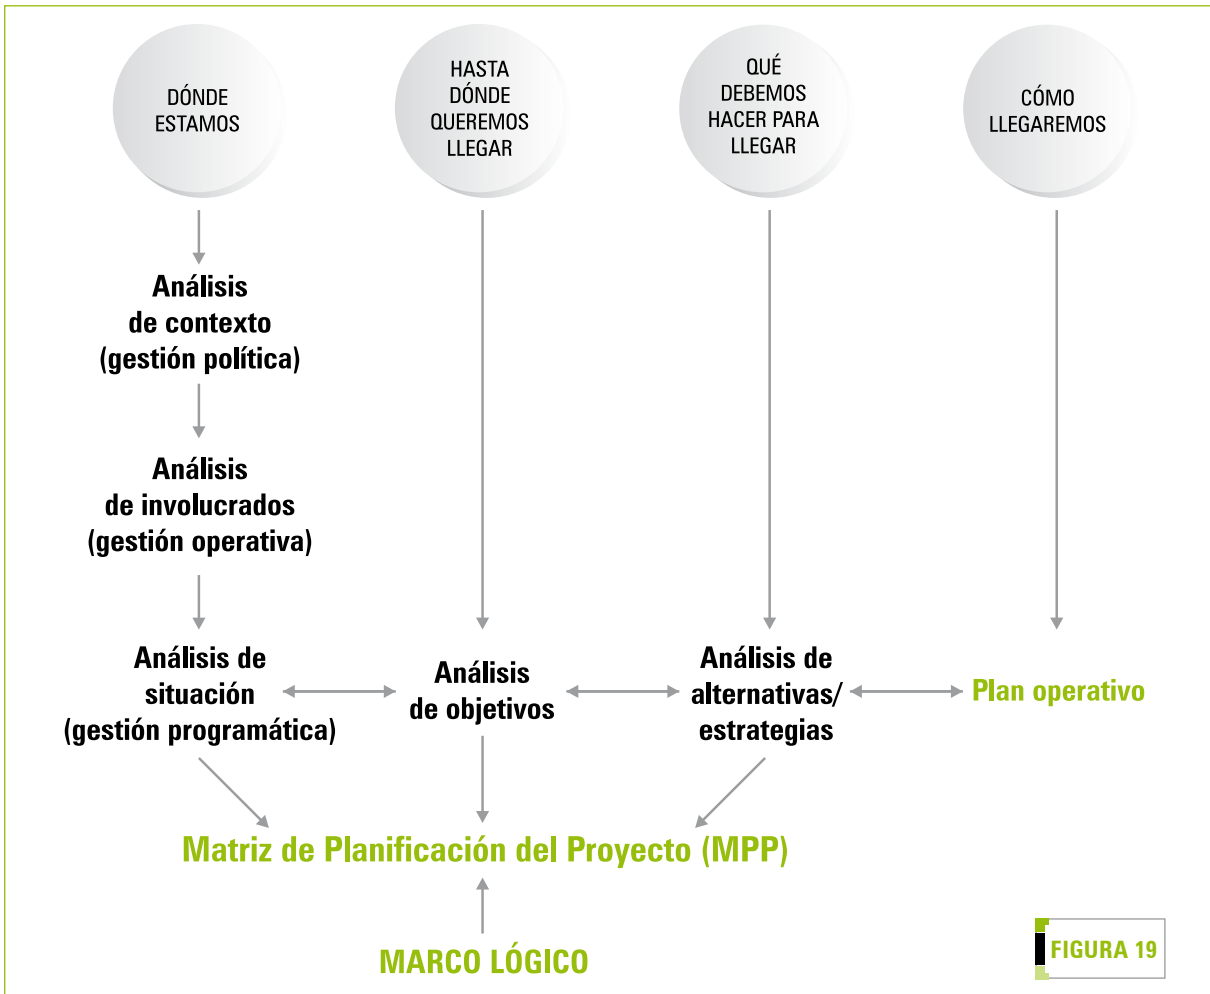 DÓNDE
ESTAMOS
HASTA
DÓNDE
QUEREMOS
LLEGAR
QUÉ
DEBEMOS
HACER PARA
LLEGAR
CÓMO
LLEGAREMOS
Análisis
de contexto
(gestión política)
Análisis
de involucrados
(gestión operativa)
Análisis de
situación
(gestión programática)
Análisis
de objetivos
Análisis de
alternativas/
estrategias
Plan operativo
Matriz de Planificación del Proyecto (MPP)
MARCO LÓGICO
FIGURA 19